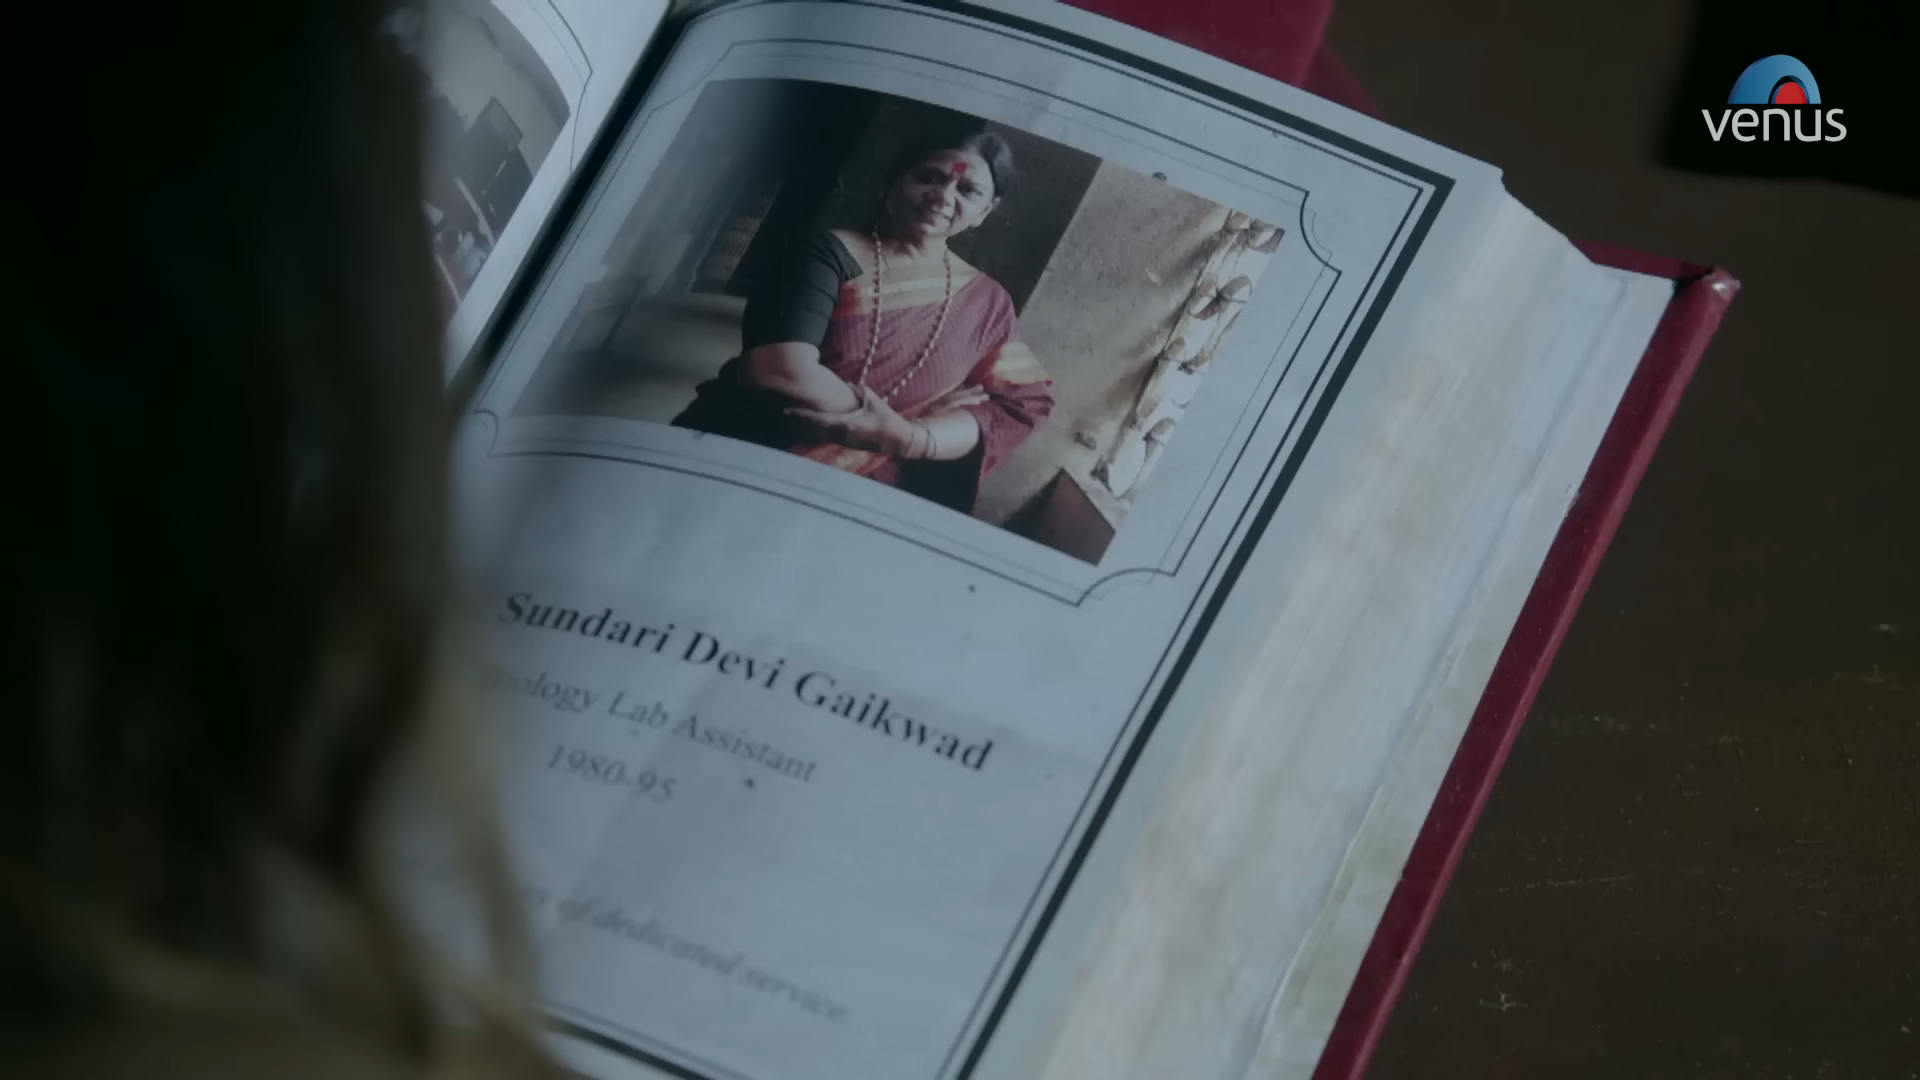 venus
Sundari Devi Gaikwad
Lab Assistant
1980-95
of dedicated service